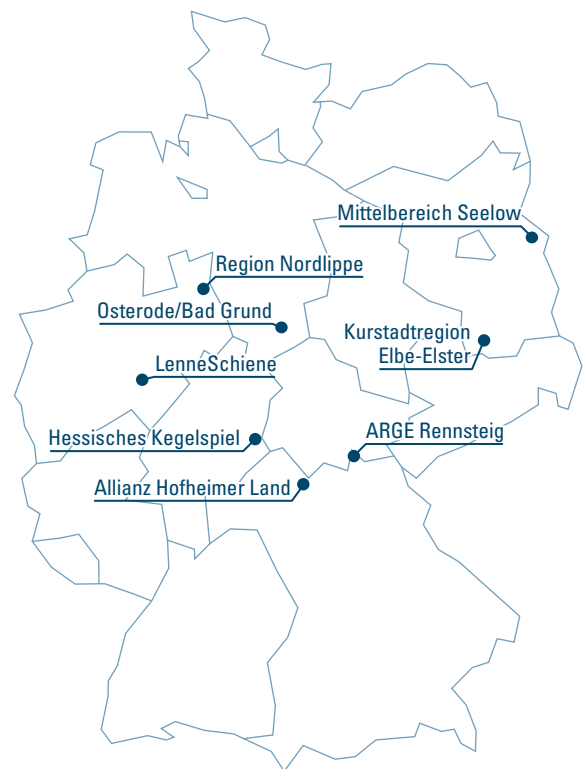 Mittelbereich Seelow
Region Nordlippe
Osterode/Bad Grund
Kurstadtregion
Elbe-Elster
LenneSchiene
ARGE Rennsteig
Hessisches Kegelspiel
Allianz Hofheimer Land